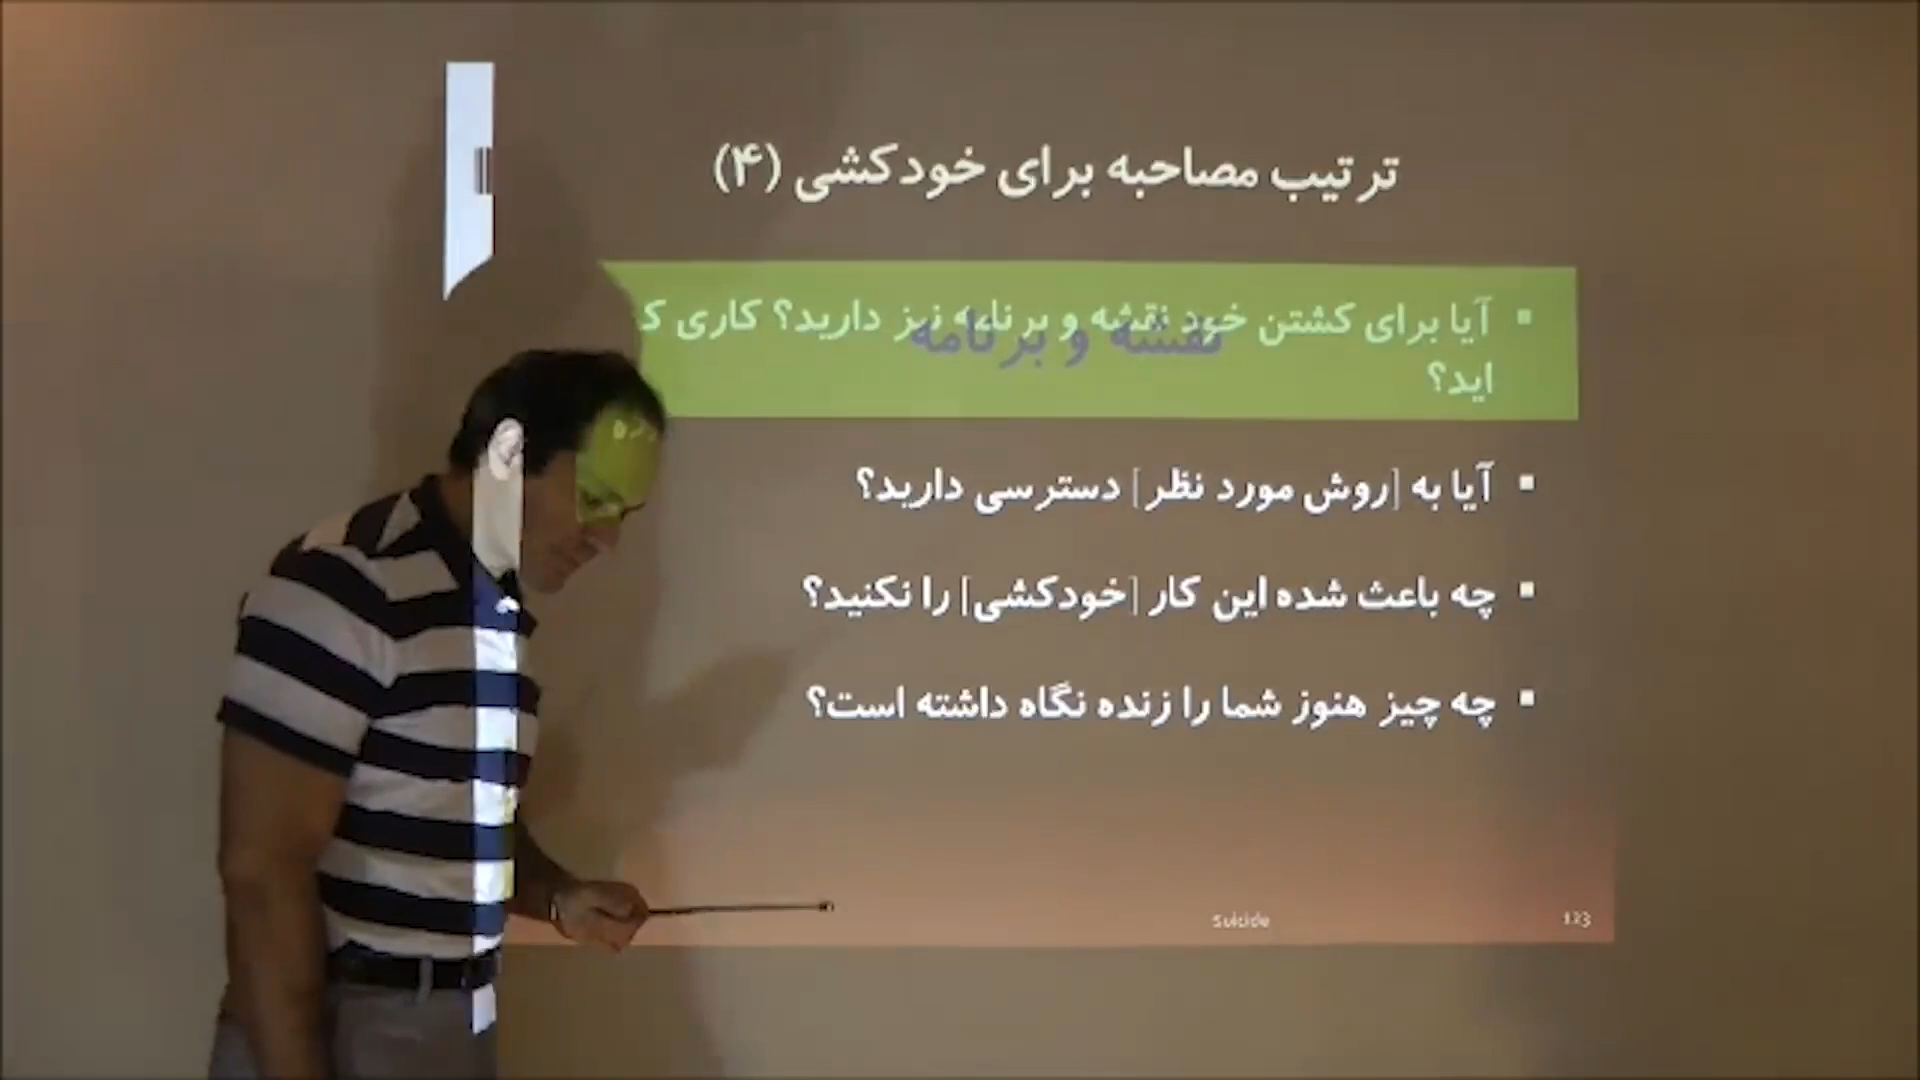 ترتیب مصاحبه برای خودکشی (۴)
آیا برای کشتن خود نقشه و برنامه نیز دارید؟ کاری
اید؟
نقشه و برنامه
آیا به [روش مورد نظر] دسترسی دارید؟
چه باعث شده این کار [خودکشی] را نکنید؟
چه چیز هنوز شما را زنده نگاه داشته است؟
Suicide
123